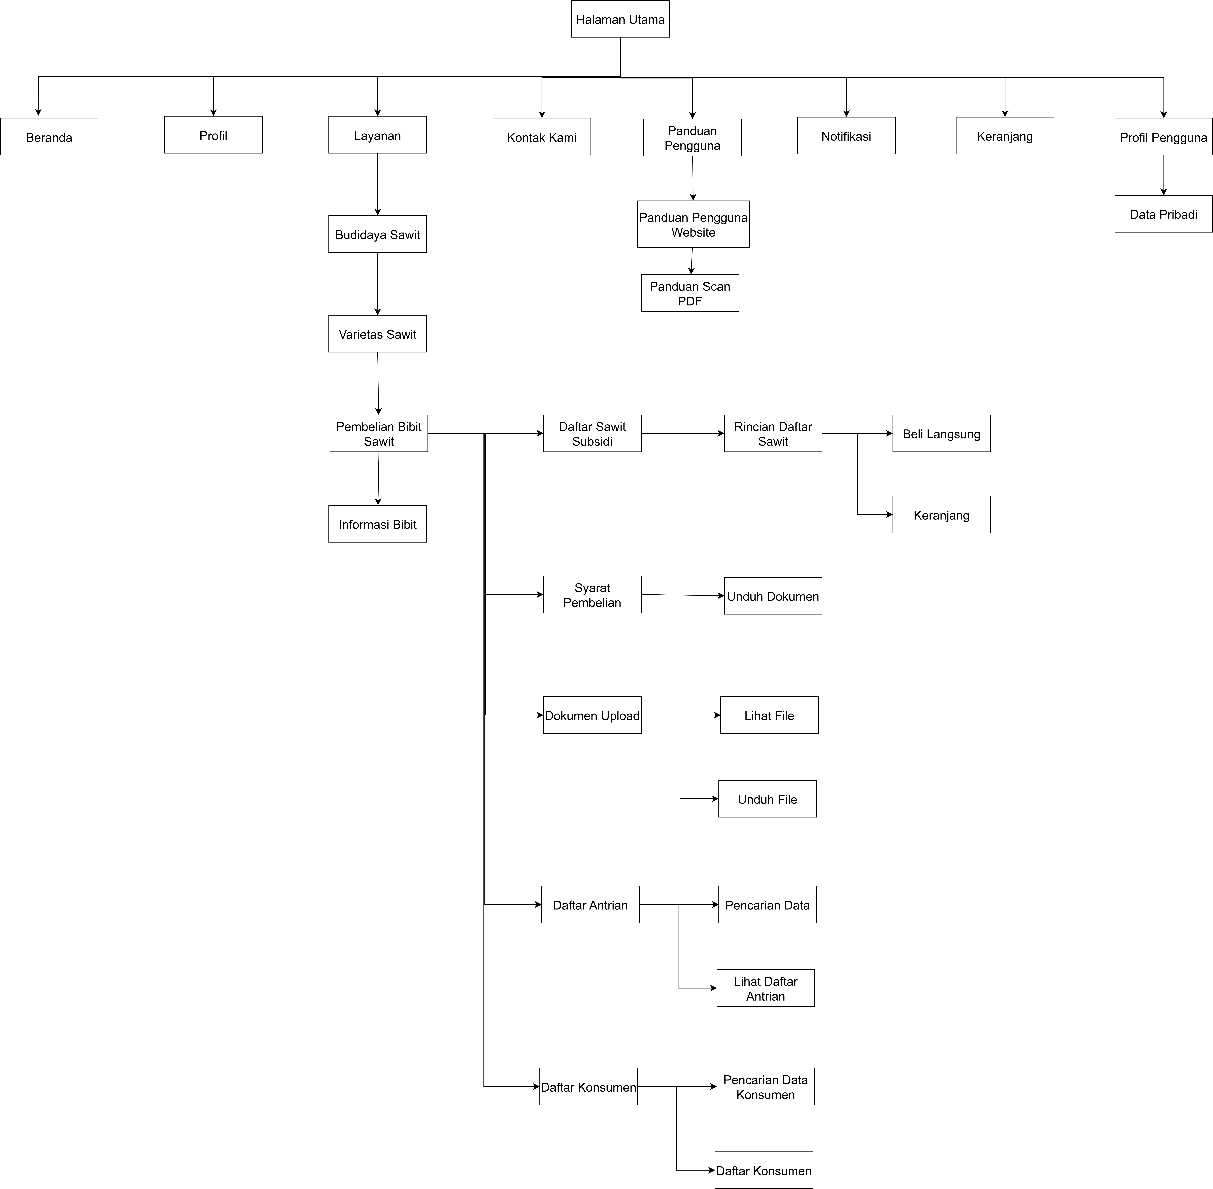 Halaman Utama
Beranda
Profil
Layanan
Kontak Kami
Panduan
Pengguna
Notifikasi
Keranjang
Profil Pengguna
Panduan Pengguna
Website
Data Pribadi
Budidaya Sawit
Panduan Scan
PDF
Varietas Sawit
Pembelian Bibit
Sawit
Daftar Sawit
Subsidi
Rincian Daftar
Sawit
Beli Langsung
Informasi Bibit
Keranjang
Syarat
Pembelian
Unduh Dokumen
Dokumen Upload
Lihat File
Unduh File
Daftar Antrian
Pencarian Data
Lihat Daftar
Antrian
Daftar Konsumen
Pencarian Data
Konsumen
Daftar Konsumen